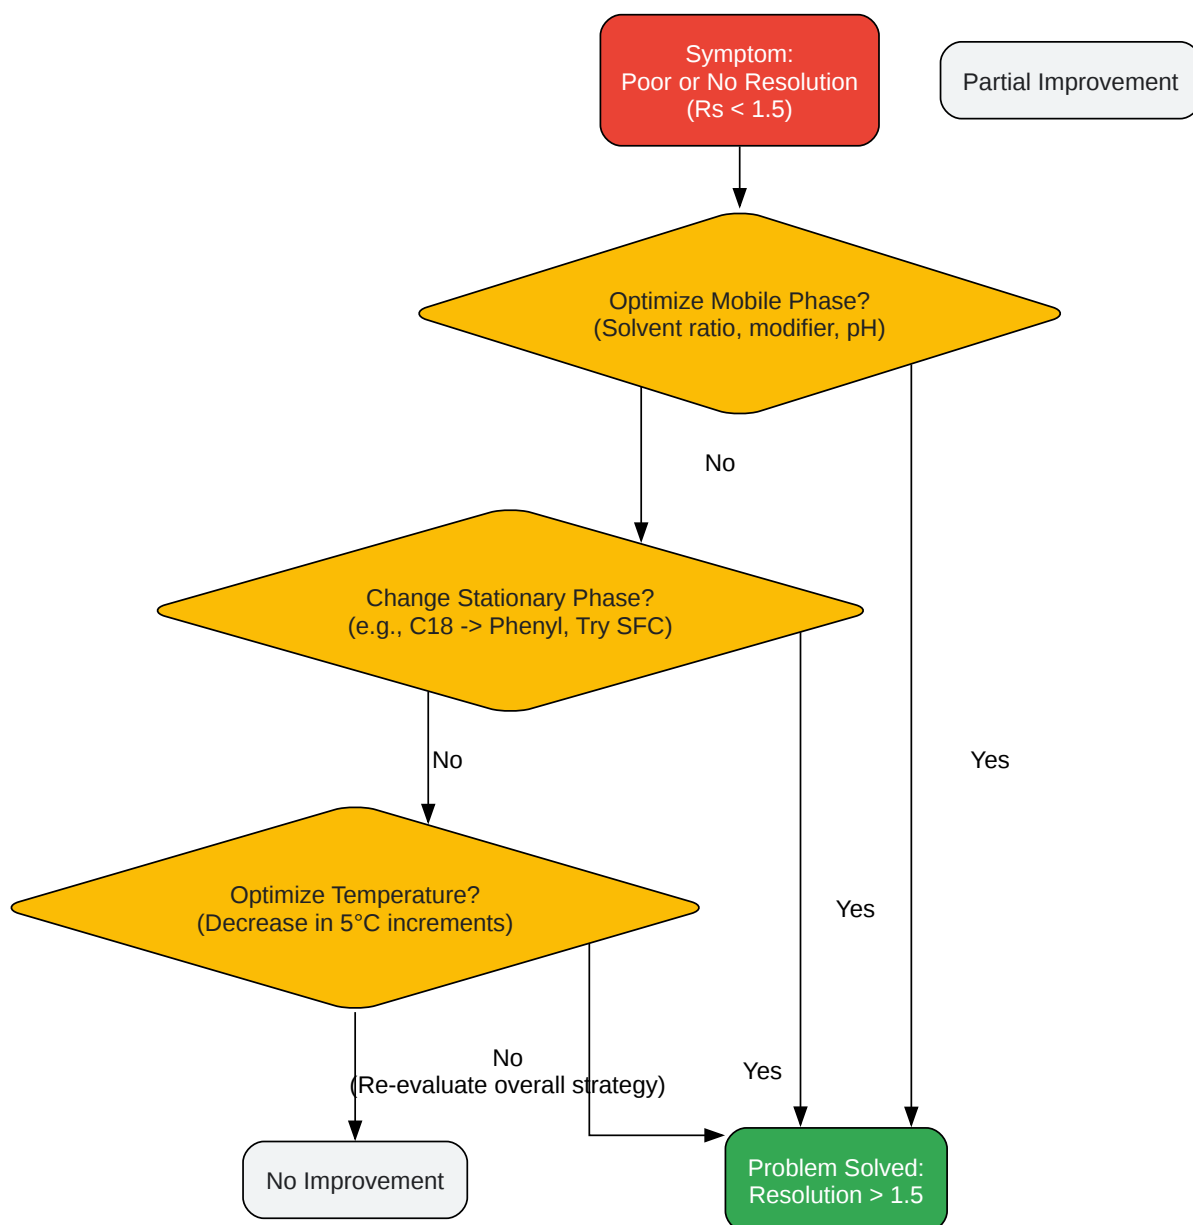 Symptom:
Poor or No Resolution
(Rs < 1.5)
Partial Improvement
Optimize Mobile Phase?
(Solvent ratio, modifier, pH)
No
Change Stationary Phase?
(e.g., C18 -> Phenyl, Try SFC)
No
Yes
Optimize Temperature?
(Decrease in 5°C increments)
Yes
No
(Re-evaluate overall strategy)
Yes
No Improvement
Problem Solved:
Resolution > 1.5